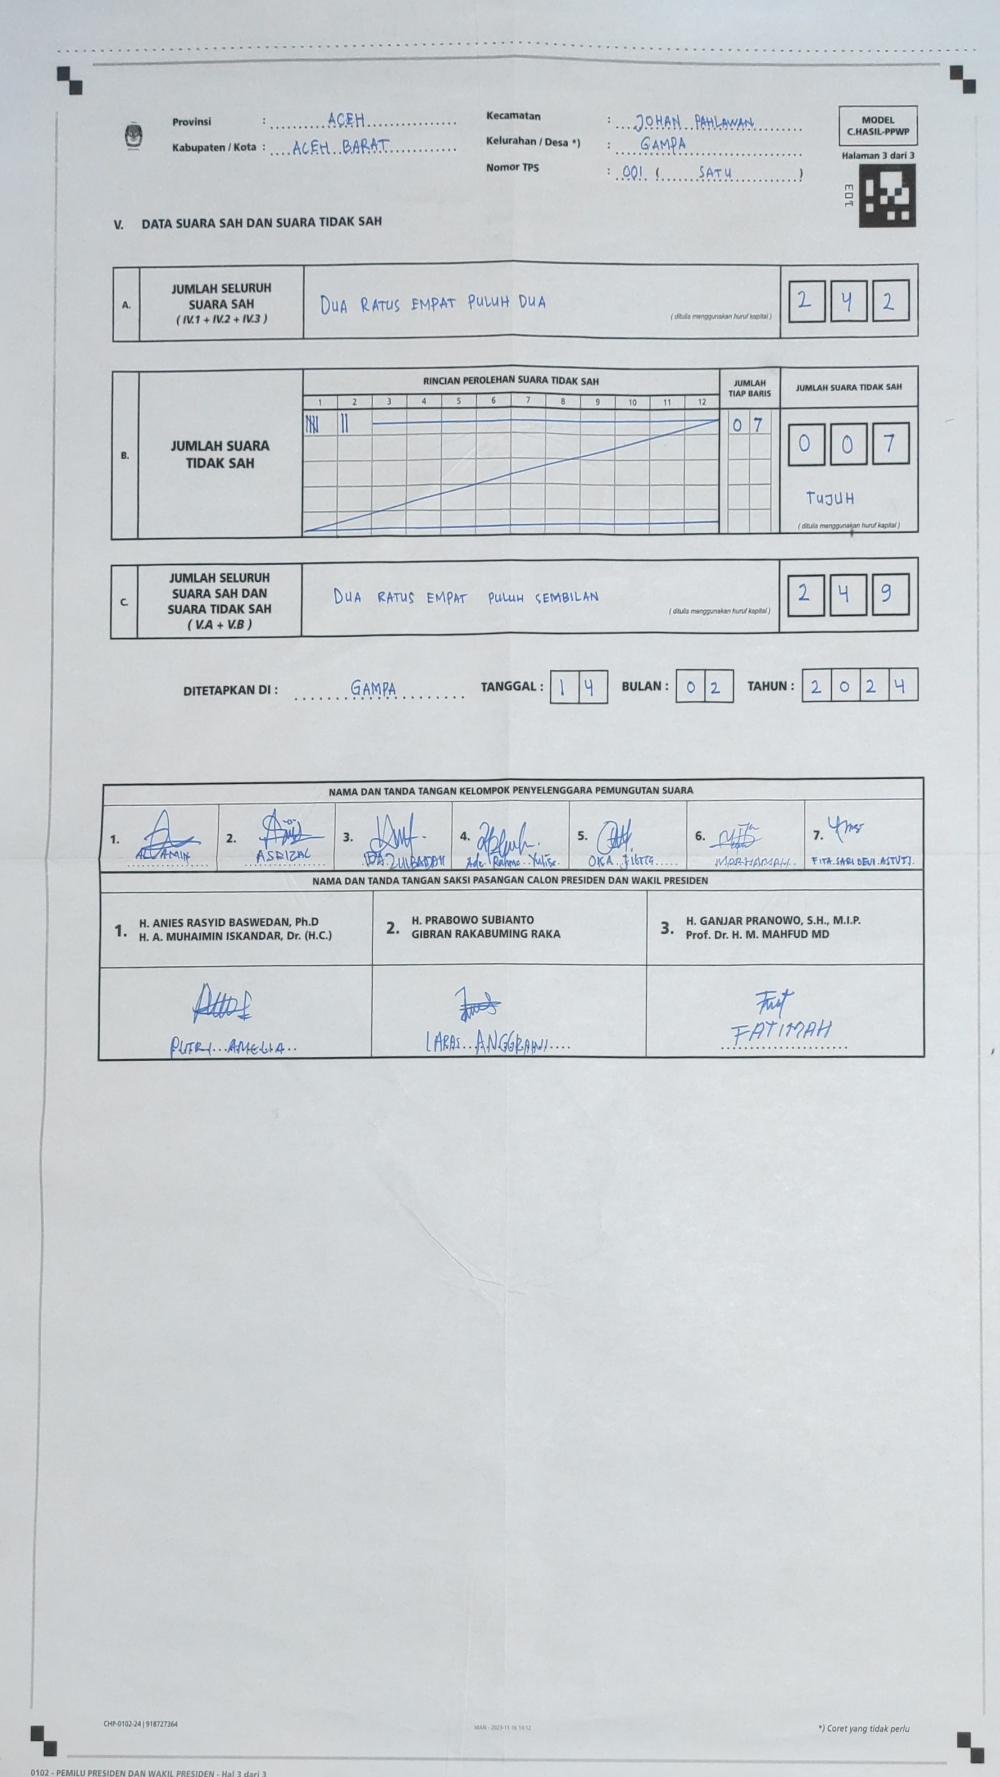 Provinsi : ACEH
Kabupaten / Kota : ACEH BARAT
Kecamatan : JOHAN PAHLAWAN
Kelurahan / Desa *) : GAMPA
Nomor TPS : 001 ( SATU )
MODEL
C.HASIL-PPWP
Halaman 3 dari 3
V. DATA SUARA SAH DAN SUARA TIDAK SAH
A. JUMLAH SELURUH SUARA SAH ( IV.1 + IV.2 + IV.3 )
DUA RATUS EMPAT PULUH DUA
( ditulis menggunakan huruf kapital )
2 4 2
B. JUMLAH SUARA TIDAK SAH
RINCIAN PEROLEHAN SUARA TIDAK SAH
1 2 3 4 5 6 7 8 9 10 11 12
JUMLAH TIAP BARIS
0 7
JUMLAH SUARA TIDAK SAH
0 0 7
TUJUH
( ditulis menggunakan huruf kapital )
C. JUMLAH SELURUH SUARA SAH DAN SUARA TIDAK SAH ( V.A + V.B )
DUA RATUS EMPAT PULUH SEMBILAN
( ditulis menggunakan huruf kapital )
2 4 9
DITETAPKAN DI : GAMPA TANGGAL : 1 4 BULAN : 0 2 TAHUN : 2 0 2 4
NAMA DAN TANDA TANGAN KELOMPOK PENYELENGGARA PEMUNGUTAN SUARA
1. AL AMIN
2. ASRIZAL
3.
4. Ade Rahma
5. OKA
6. MARHAMAH
7. FITA SARI DEWI ASTUTI
NAMA DAN TANDA TANGAN SAKSI PASANGAN CALON PRESIDEN DAN WAKIL PRESIDEN
1. H. ANIES RASYID BASWEDAN, Ph.D
H. A. MUHAIMIN ISKANDAR, Dr. (H.C.)
2. H. PRABOWO SUBIANTO
GIBRAN RAKABUMING RAKA
3. H. GANJAR PRANOWO, S.H., M.I.P.
Prof. Dr. H. M. MAHFUD MD
PUTRI AMELIA
LARAS ANGGRAINI
FATIMAH
CHP-0102-24 | 918727364
*) Coret yang tidak perlu
0102 - PEMILU PRESIDEN DAN WAKIL PRESIDEN - Hal 3 dari 3